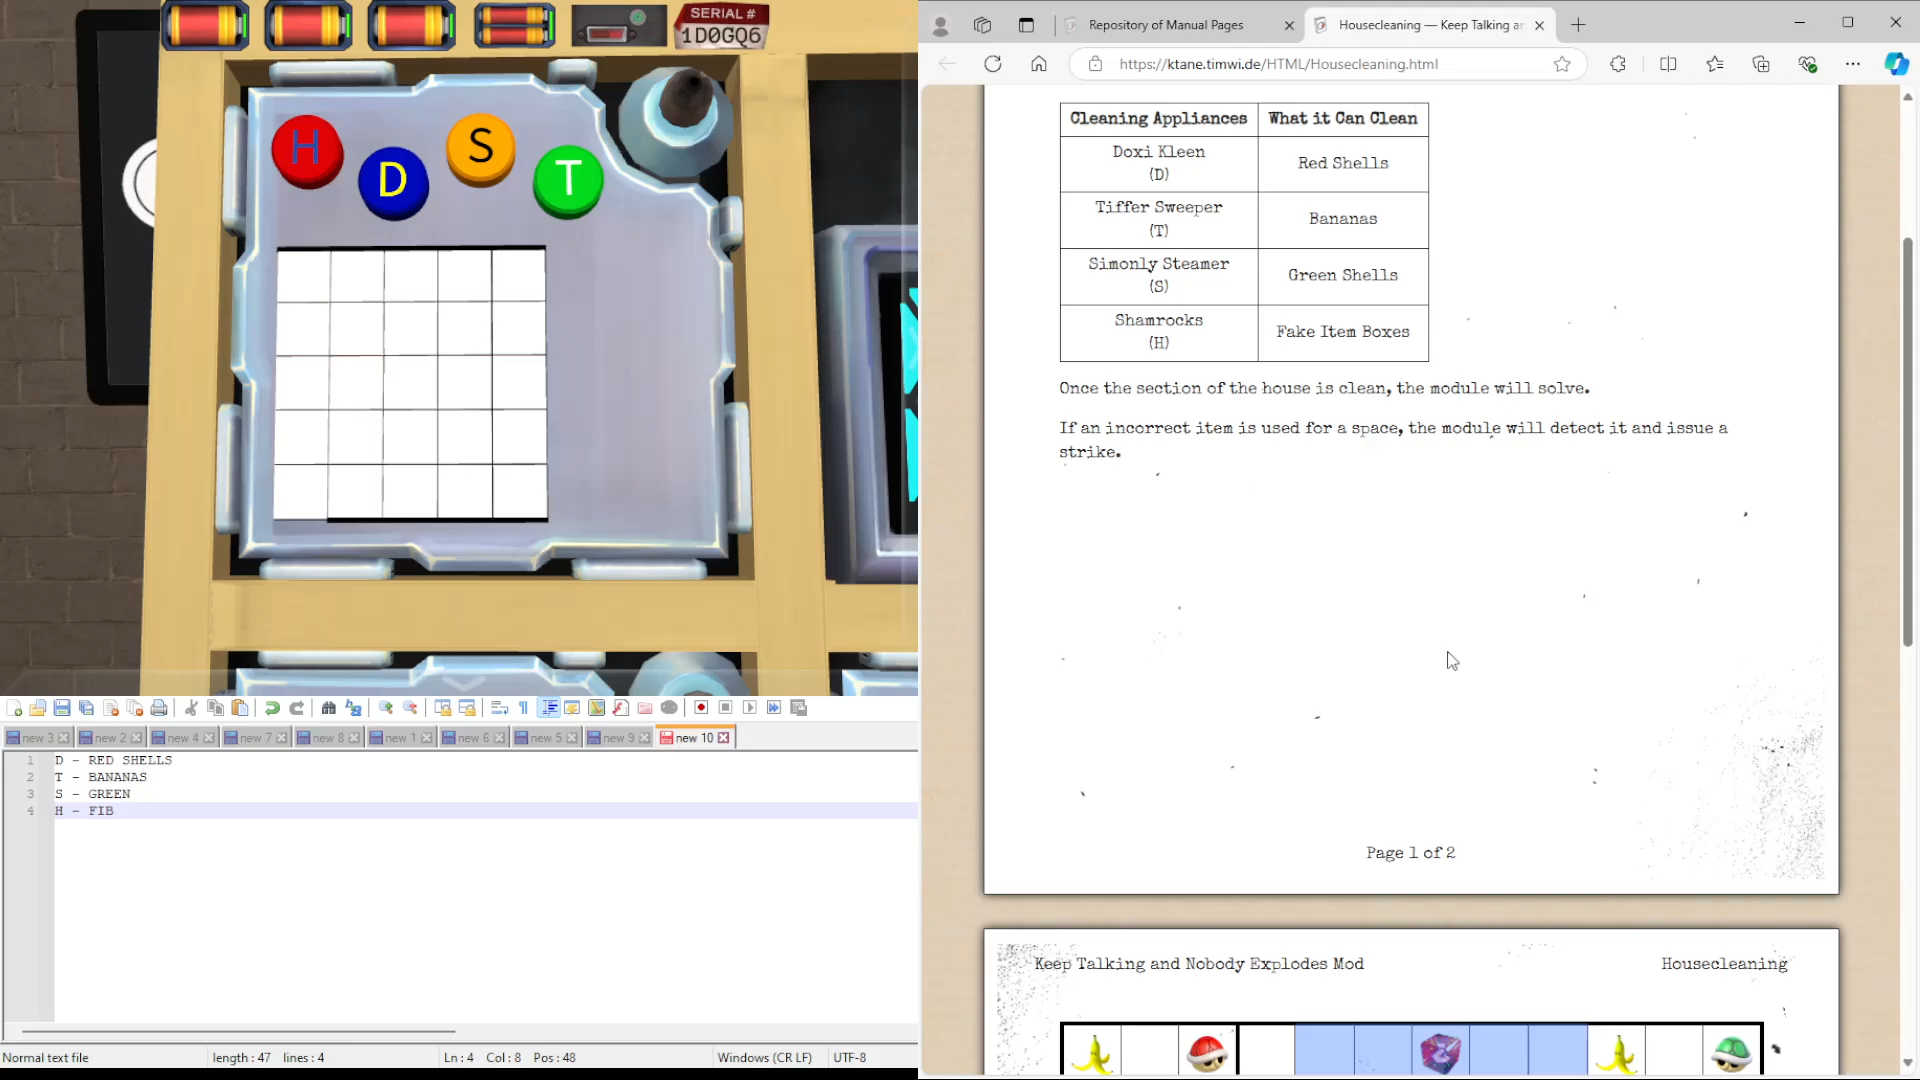 SERIAL #
1D0GQ6
H
D
S
T
new 3
new 2
new 4
new 7
new 8
new 1
new 6
new 5
new 9
new 10
1 D - RED SHELLS
2 T - BANANAS
3 S - GREEN
4 H - FIB
Normal text file
length : 47 lines : 4
Ln : 4 Col : 8 Pos : 48
Windows (CR LF)
UTF-8
Repository of Manual Pages
Housecleaning — Keep Talking ar
https://ktane.timwi.de/HTML/Housecleaning.html
Cleaning Appliances What it Can Clean
Doxi Kleen
(D)
Red Shells
Tiffer Sweeper
(T)
Bananas
Simonly Steamer
(S)
Green Shells
Shamrocks
(H)
Fake Item Boxes
Once the section of the house is clean, the module will solve.
If an incorrect item is used for a space, the module will detect it and issue a
strike.
Page 1 of 2
Keep Talking and Nobody Explodes Mod
Housecleaning